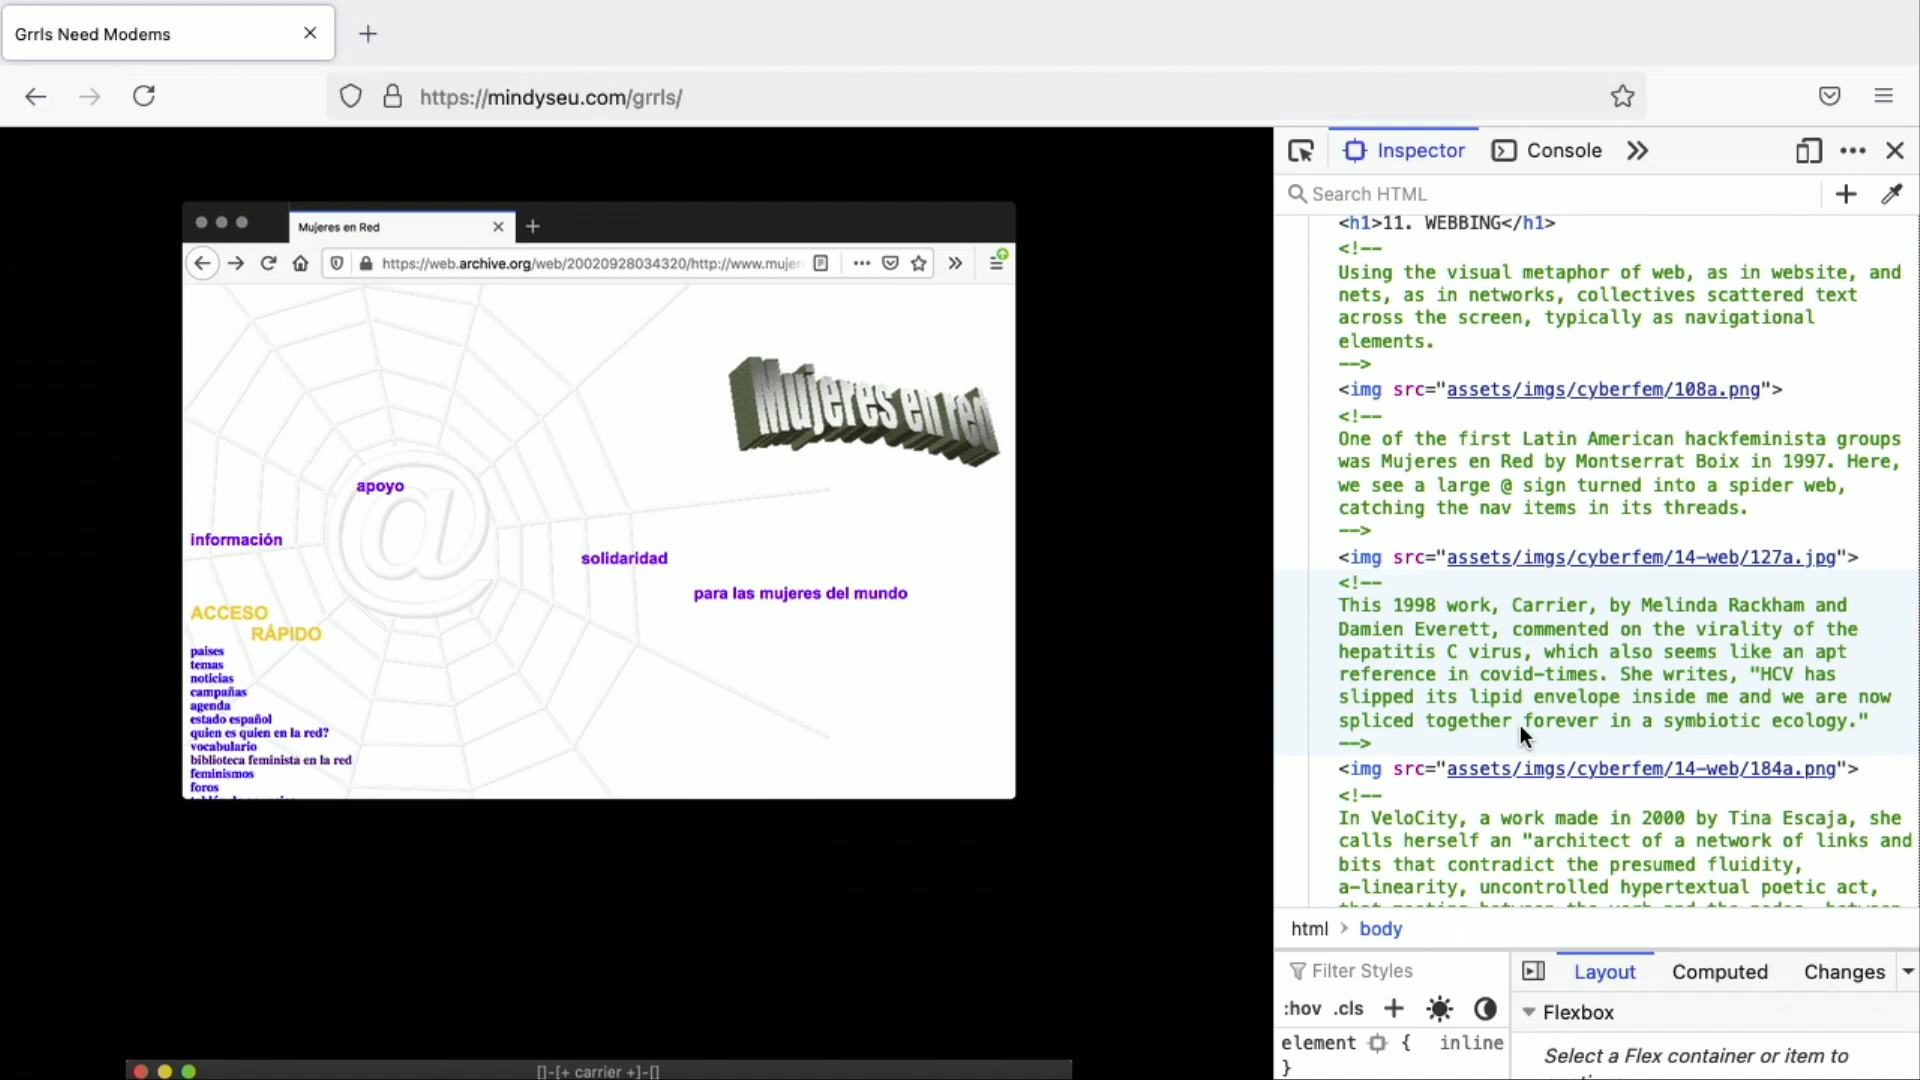 Grrls Need Modems
https://mindyseu.com/grrls/
Mujeres en Red
https://web.archive.org/web/20020928034320/http://www.mujer
Mujeres en red
apoyo
información
solidaridad
para las mujeres del mundo
ACCESO
RÁPIDO
paises
temas
noticias
campañas
agenda
estado español
quien es quien en la red?
vocabulario
biblioteca feminista en la red
feminismos
foros
[]-[+ carrier +]-[]
Inspector
Console
Search HTML
<h1>11. WEBBING</h1>
<!--
Using the visual metaphor of web, as in website, and
nets, as in networks, collectives scattered text
across the screen, typically as navigational
elements.
-->
<img src="assets/imgs/cyberfem/108a.png">
<!--
One of the first Latin American hackfeminista groups
was Mujeres en Red by Montserrat Boix in 1997. Here,
we see a large @ sign turned into a spider web,
catching the nav items in its threads.
-->
<img src="assets/imgs/cyberfem/14-web/127a.jpg">
<!--
This 1998 work, Carrier, by Melinda Rackham and
Damien Everett, commented on the virality of the
hepatitis C virus, which also seems like an apt
reference in covid-times. She writes, "HCV has
slipped its lipid envelope inside me and we are now
spliced together forever in a symbiotic ecology."
-->
<img src="assets/imgs/cyberfem/14-web/184a.png">
<!--
In VeloCity, a work made in 2000 by Tina Escaja, she
calls herself an "architect of a network of links and
bits that contradict the presumed fluidity,
a-linearity, uncontrolled hypertextual poetic act,
html > body
Filter Styles
Layout Computed Changes
:hov .cls
Flexbox
element { inline
}
Select a Flex container or item to